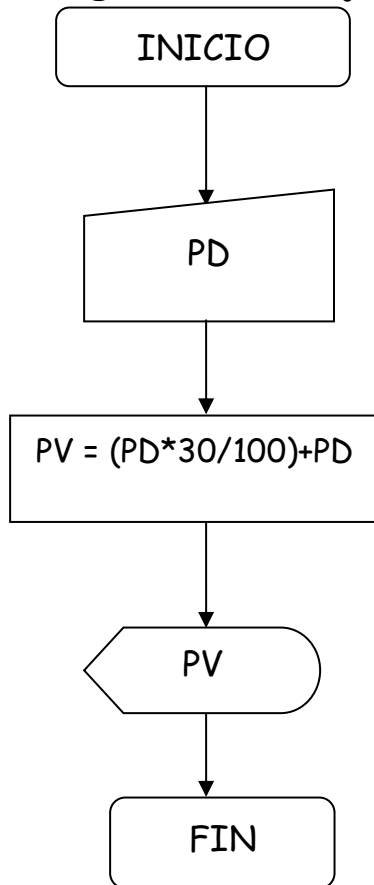 INICIO
PD
PV = (PD*30/100)+PD
PV
FIN